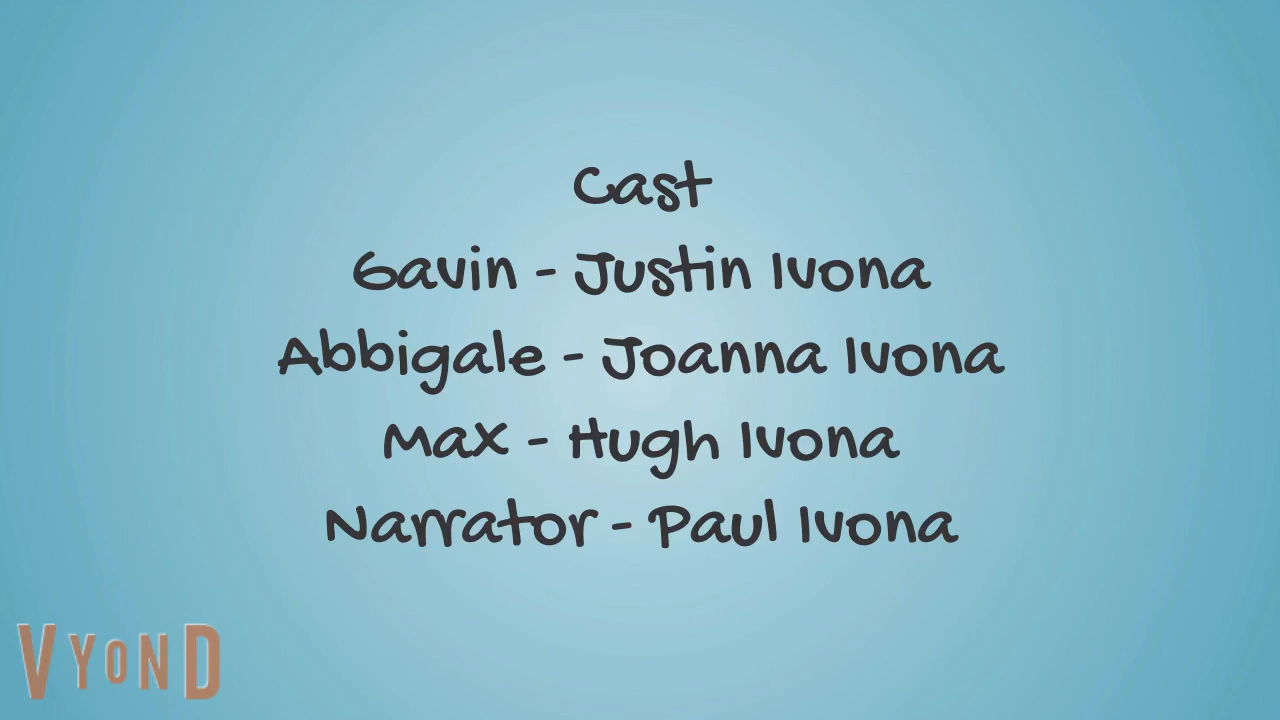 Cast
Gavin - Justin Ivona
Abbigale - Joanna Ivona
Max - Hugh Ivona
Narrator - Paul Ivona
VYOND